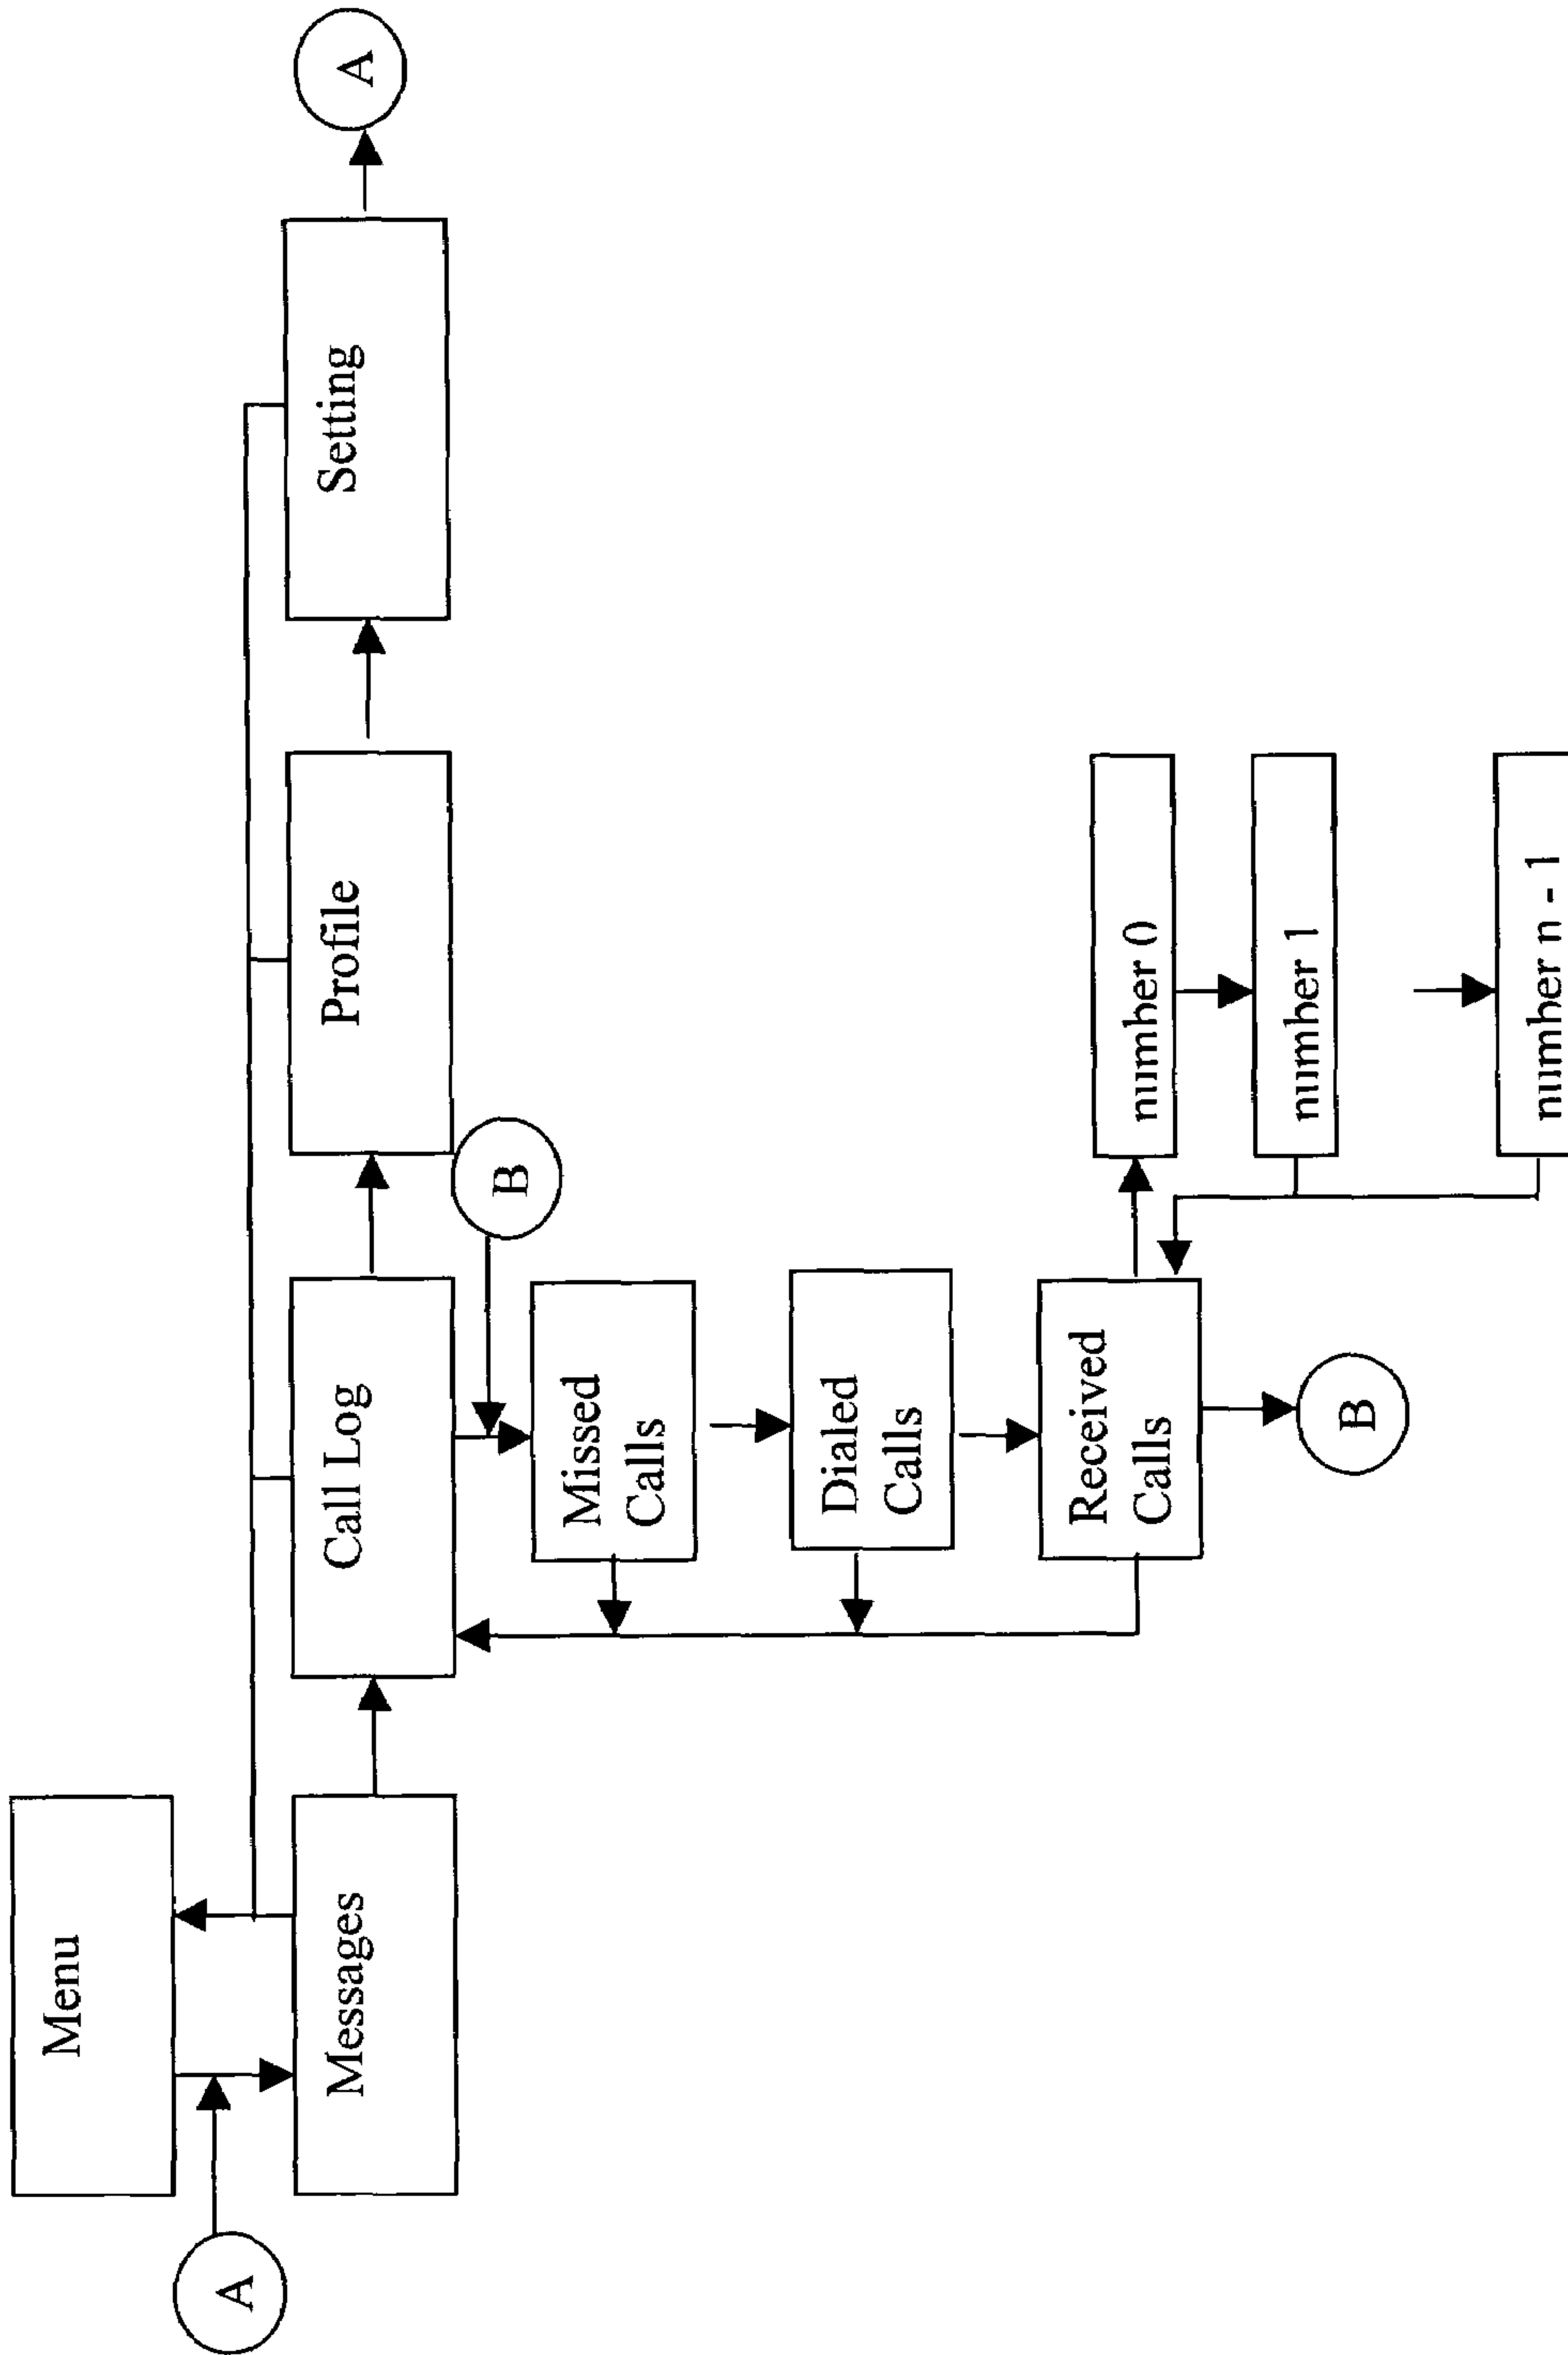 Menu
A
Messages
Call Log
Profile
Setting
A
B
Missed
Calls
Dialed
Calls
Received
Calls
B
number 0
number 1
number n - 1